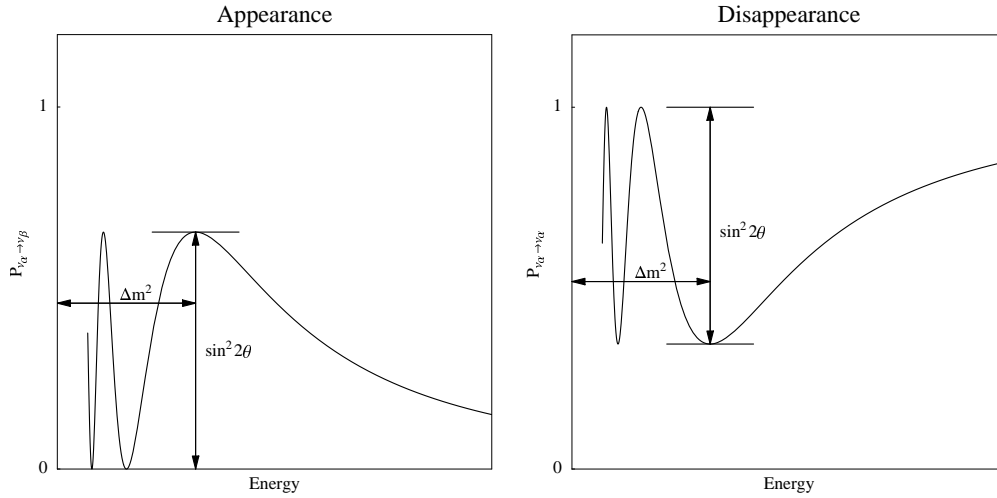 Appearance
1
P_{ν_α→ν_β}
Δm²
sin²2θ
0
Energy
Disappearance
1
P_{ν_α→ν_α}
sin²2θ
Δm²
0
Energy